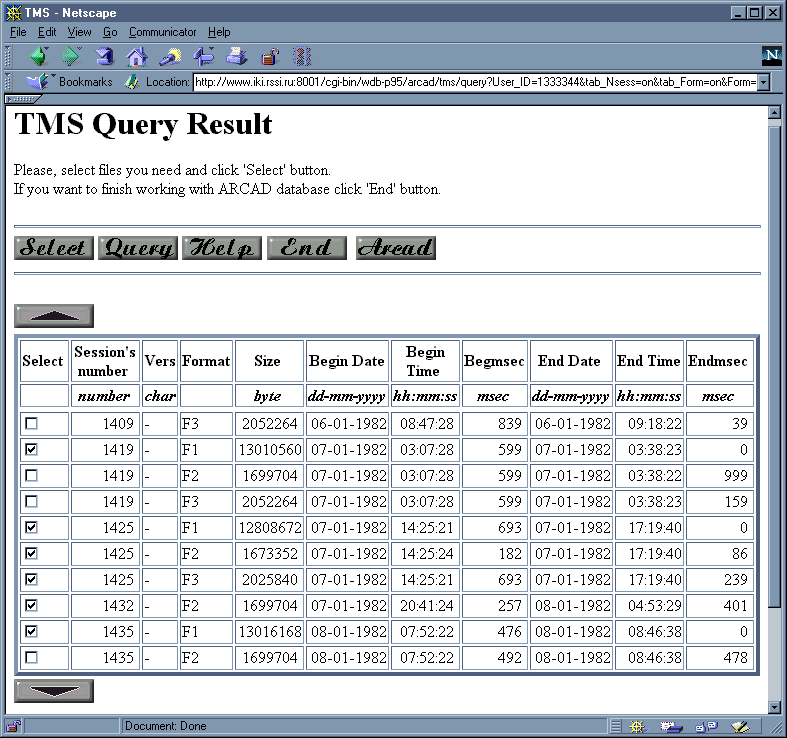 TMS - Netscape
File Edit View Go Communicator Help
N
Bookmarks Location: http://www.iki.rssi.ru:8001/cgi-bin/wdb-p95/arcad/tms/query?User_ID=1333344&tab_Nsess=on&tab_Form=on&Form=
TMS Query Result
Please, select files you need and click 'Select' button.
If you want to finish working with ARCAD database click 'End' button.
Select Query Help End Arcad
Select Session's number Vers Format Size Begin Date Begin Time Begmsec End Date End Time Endmsec
number char byte dd-mm-yyyy hh:mm:ss msec dd-mm-yyyy hh:mm:ss msec
1409 - F3 2052264 06-01-1982 08:47:28 839 06-01-1982 09:18:22 39
1419 - F1 13010560 07-01-1982 03:07:28 599 07-01-1982 03:38:23 0
1419 - F2 1699704 07-01-1982 03:07:28 599 07-01-1982 03:38:22 999
1419 - F3 2052264 07-01-1982 03:07:28 599 07-01-1982 03:38:23 159
1425 - F1 12808672 07-01-1982 14:25:21 693 07-01-1982 17:19:40 0
1425 - F2 1673352 07-01-1982 14:25:24 182 07-01-1982 17:19:40 86
1425 - F3 2025840 07-01-1982 14:25:21 693 07-01-1982 17:19:40 239
1432 - F2 1699704 07-01-1982 20:41:24 257 08-01-1982 04:53:29 401
1435 - F1 13016168 08-01-1982 07:52:22 476 08-01-1982 08:46:38 0
1435 - F2 1699704 08-01-1982 07:52:22 492 08-01-1982 08:46:38 478
Document: Done